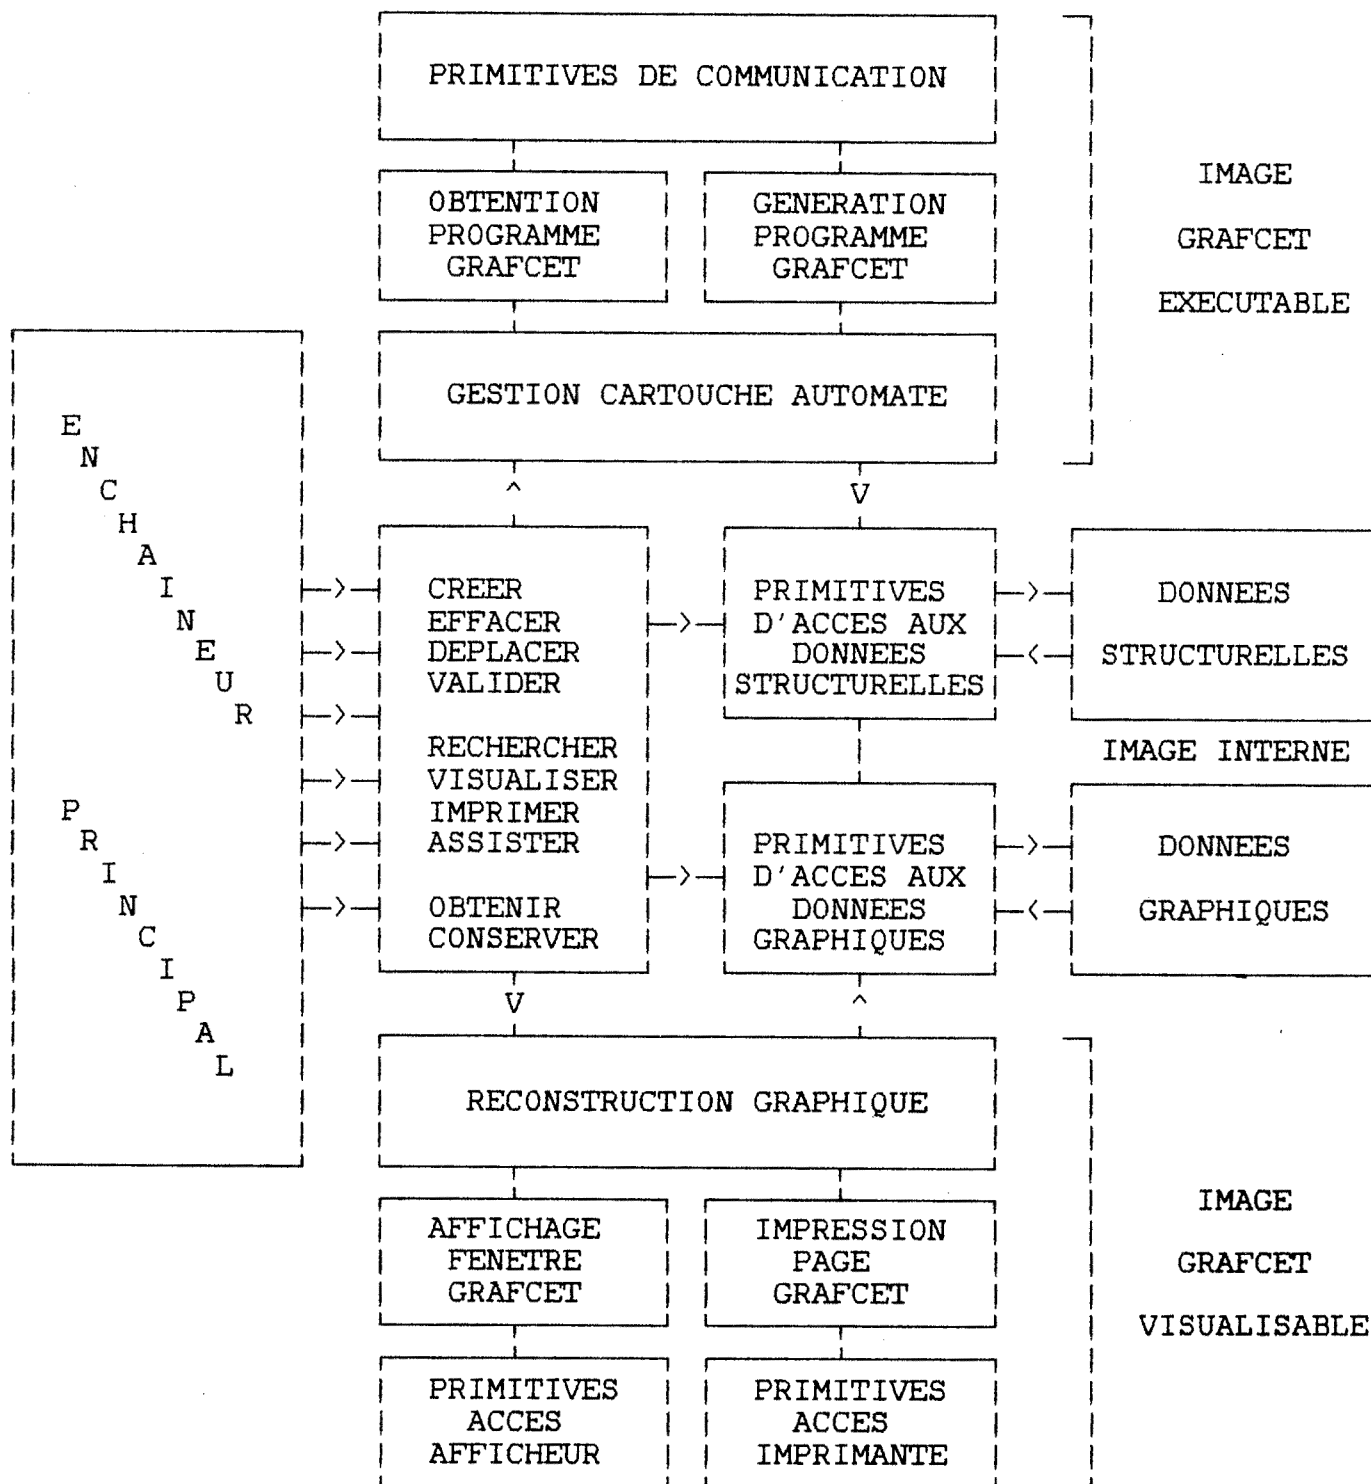 PRIMITIVES DE COMMUNICATION
OBTENTION
PROGRAMME
GRAFCET
GENERATION
PROGRAMME
GRAFCET
IMAGE
GRAFCET
EXECUTABLE
GESTION CARTOUCHE AUTOMATE
ENCHAINEUR
PRINCIPAL
^
V
CREER
EFFACER
DEPLACER
VALIDER
RECHERCHER
VISUALISER
IMPRIMER
ASSISTER
OBTENIR
CONSERVER
PRIMITIVES
D'ACCES AUX
DONNEES
STRUCTURELLES
DONNEES
STRUCTURELLES
IMAGE INTERNE
PRIMITIVES
D'ACCES AUX
DONNEES
GRAPHIQUES
DONNEES
GRAPHIQUES
V
^
RECONSTRUCTION GRAPHIQUE
AFFICHAGE
FENETRE
GRAFCET
IMPRESSION
PAGE
GRAFCET
IMAGE
GRAFCET
VISUALISABLE
PRIMITIVES
ACCES
AFFICHEUR
PRIMITIVES
ACCES
IMPRIMANTE